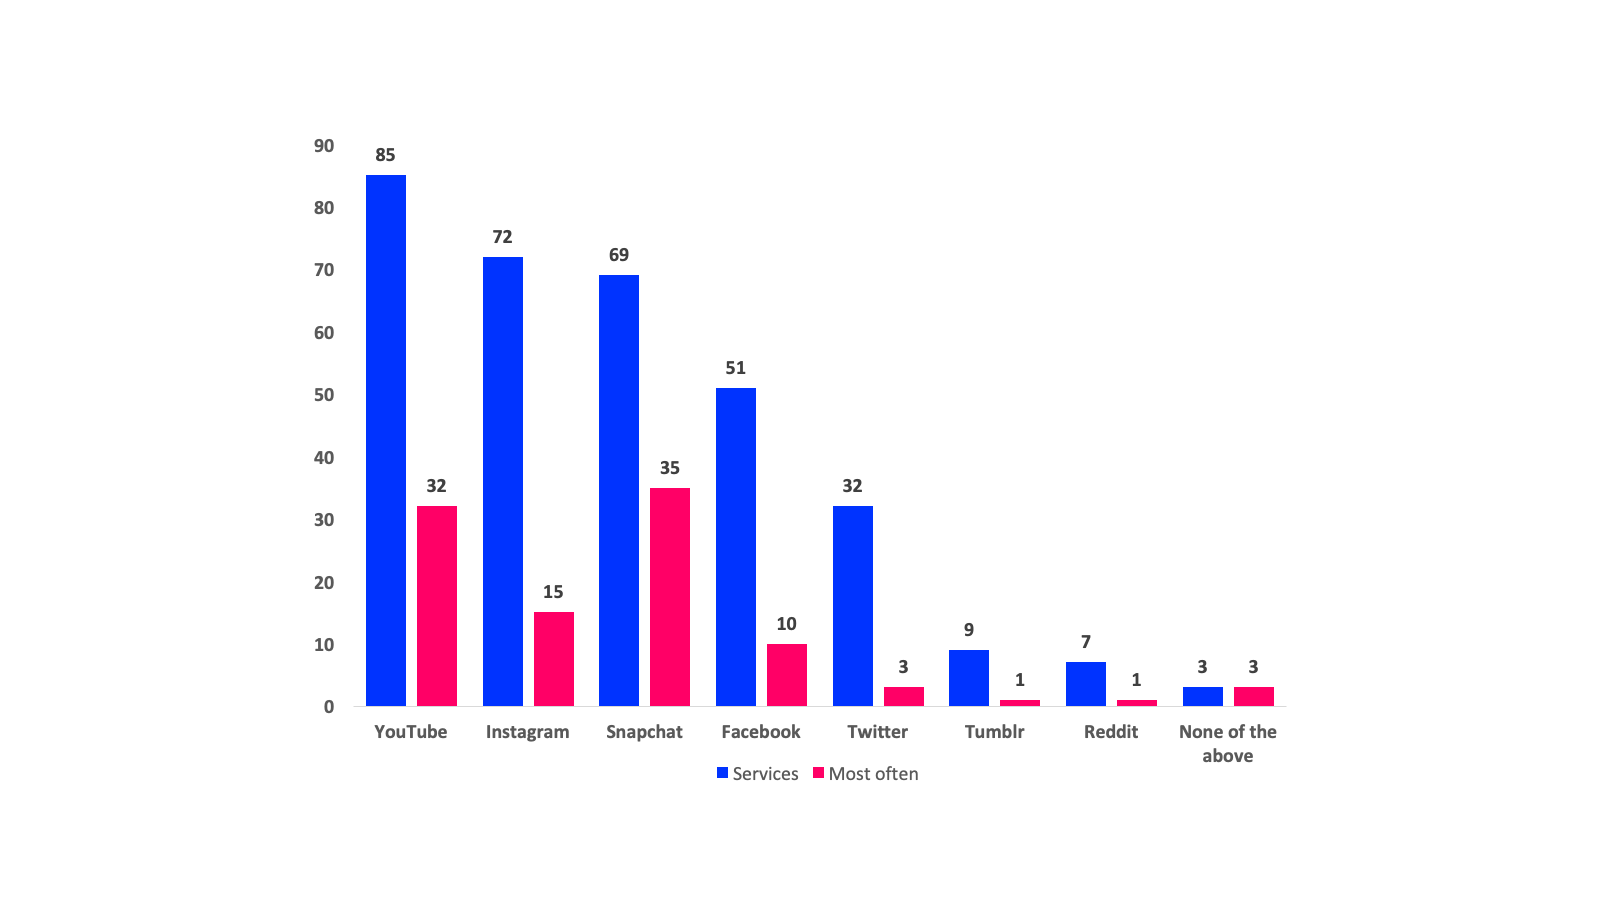 90
80
70
60
50
40
30
20
10
0
85
32
72
15
69
35
51
10
32
3
9
1
7
1
3
3
YouTube
Instagram
Snapchat
Facebook
Twitter
Tumblr
Reddit
None of the
above
Services
Most often